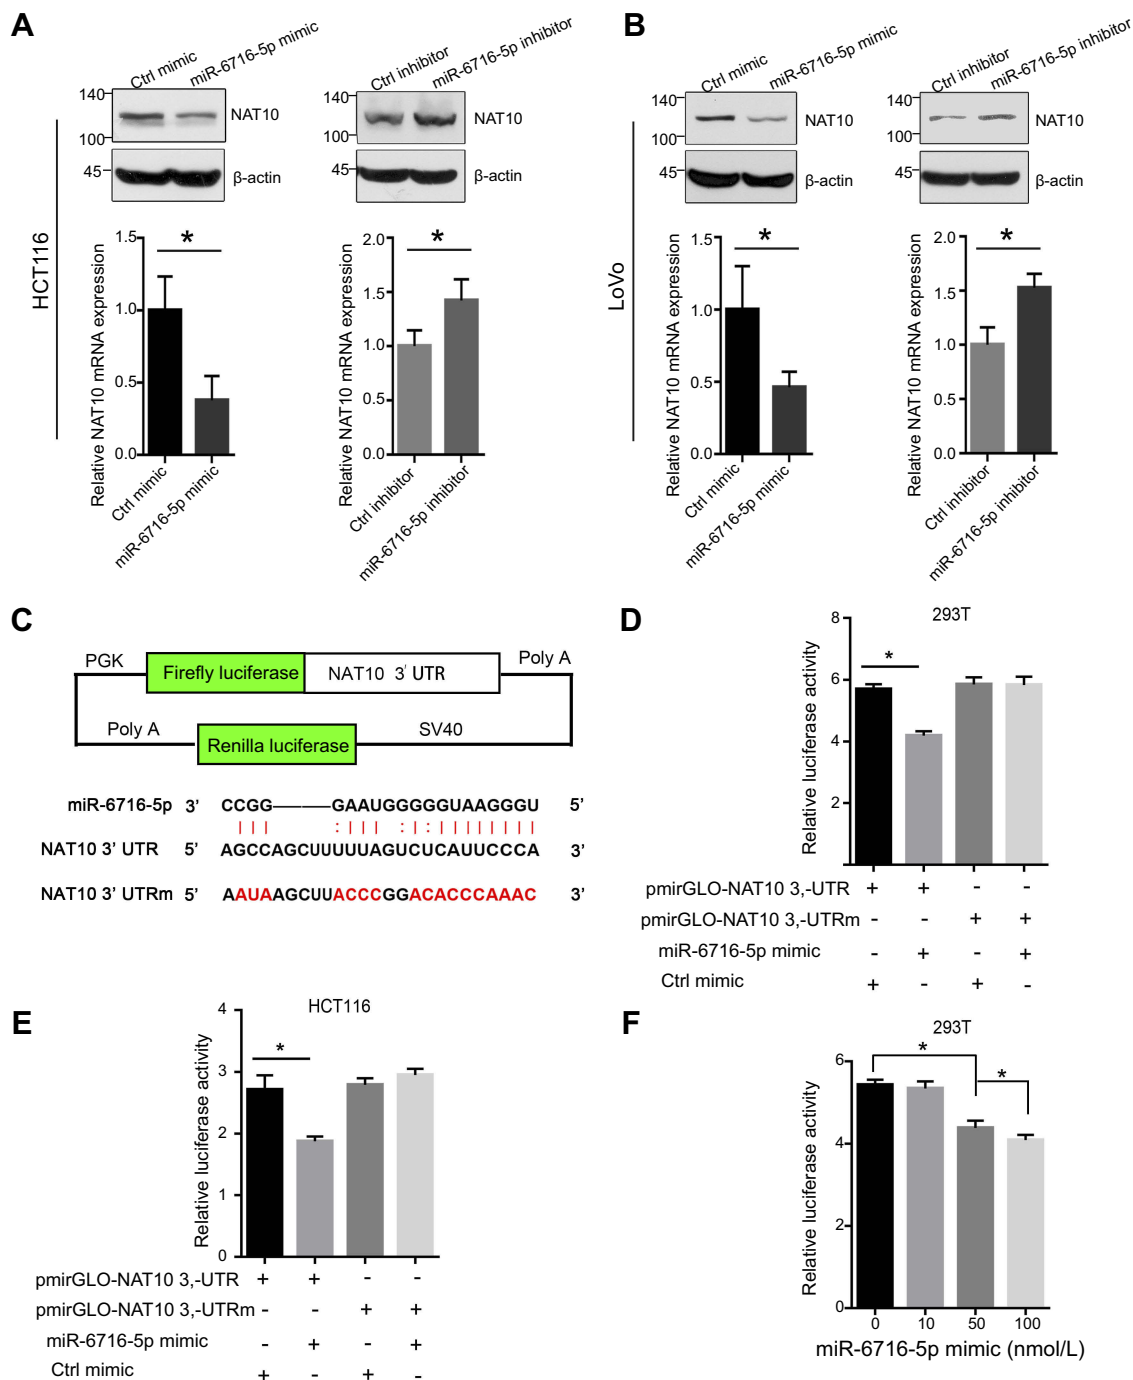 A
Ctrl mimic
miR-6716-5p mimic
Ctrl inhibitor
miR-6716-5p inhibitor
140
100
NAT10
45
β-actin
140
100
NAT10
45
β-actin
HCT116
Relative NAT10 mRNA expression
1.5
1.0
0.5
0.0
*
Ctrl mimic
miR-6716-5p mimic
Relative NAT10 mRNA expression
2.0
1.5
1.0
0.5
0.0
*
Ctrl inhibitor
miR-6716-5p inhibitor
B
Ctrl mimic
miR-6716-5p mimic
Ctrl inhibitor
miR-6716-5p inhibitor
140
100
NAT10
45
β-actin
140
100
NAT10
45
β-actin
LoVo
Relative NAT10 mRNA expression
1.5
1.0
0.5
0.0
*
Ctrl mimic
miR-6716-5p mimic
Relative NAT10 mRNA expression
2.0
1.5
1.0
0.5
0.0
*
Ctrl inhibitor
miR-6716-5p inhibitor
C
PGK
Firefly luciferase
NAT10 3' UTR
Poly A
Poly A
Renilla luciferase
SV40
miR-6716-5p 3' CCGG———GAAUGGGGGUAAGGGU 5'
NAT10 3' UTR 5' AGCCAGCUUUUUAGUCUCAUUCCCA 3'
NAT10 3' UTRm 5' AAUAAGCUUACCCGGACACCCAAAC 3'
D
293T
Relative luciferase activity
8
6
4
2
*
pmirGLO-NAT10 3,-UTR + + - -
pmirGLO-NAT10 3,-UTRm - - + +
miR-6716-5p mimic - + - +
Ctrl mimic + - + -
E
HCT116
Relative luciferase activity
4
3
2
1
0
*
pmirGLO-NAT10 3,-UTR + + - -
pmirGLO-NAT10 3,-UTRm - - + +
miR-6716-5p mimic - + - +
Ctrl mimic + - + -
F
293T
Relative luciferase activity
6
4
2
0
*
*
0 10 50 100
miR-6716-5p mimic (nmol/L)